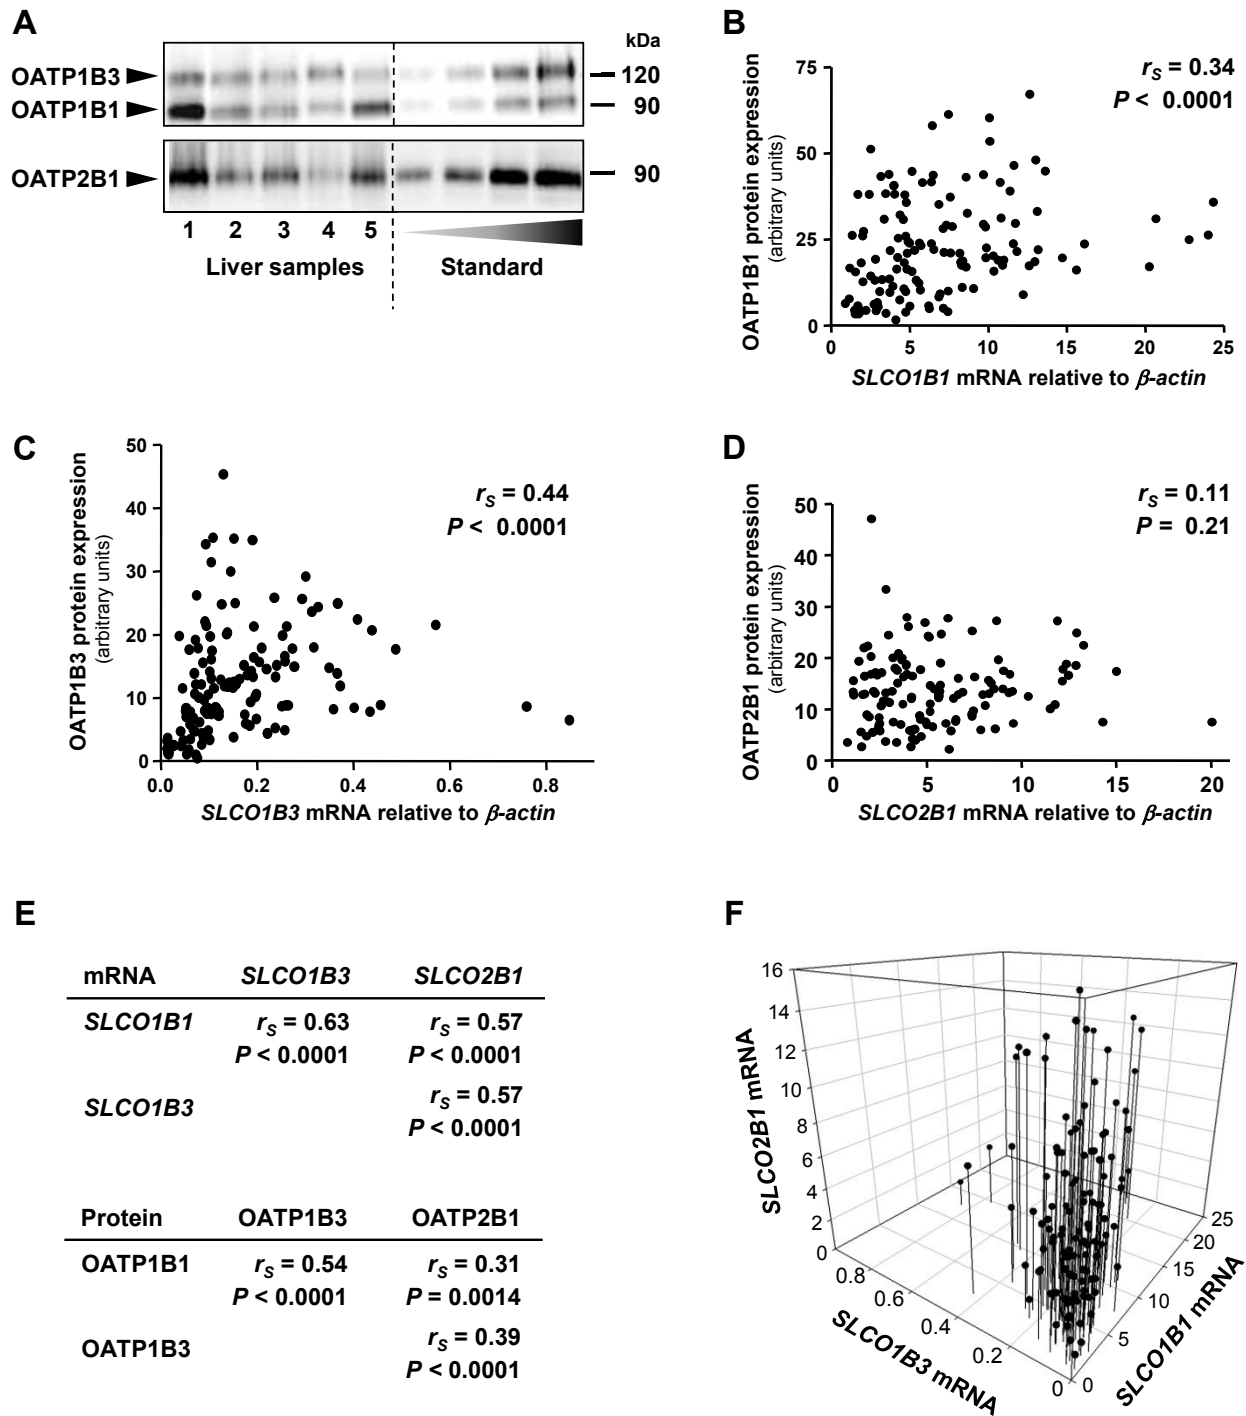 A
kDa
OATP1B3
120
OATP1B1
90
OATP2B1
90
1 2 3 4 5
Liver samples Standard
B
OATP1B1 protein expression
(arbitrary units)
75
50
25
0
rS = 0.34
P < 0.0001
0 5 10 15 20 25
SLCO1B1 mRNA relative to β-actin
C
OATP1B3 protein expression
(arbitrary units)
50
40
30
20
10
0
rS = 0.44
P < 0.0001
0.0 0.2 0.4 0.6 0.8
SLCO1B3 mRNA relative to β-actin
D
OATP2B1 protein expression
(arbitrary units)
50
40
30
20
10
0
rS = 0.11
P = 0.21
0 5 10 15 20
SLCO2B1 mRNA relative to β-actin
E
mRNA SLCO1B3 SLCO2B1
SLCO1B1 rS = 0.63 rS = 0.57
P < 0.0001 P < 0.0001
SLCO1B3 rS = 0.57
P < 0.0001
Protein OATP1B3 OATP2B1
OATP1B1 rS = 0.54 rS = 0.31
P < 0.0001 P = 0.0014
OATP1B3 rS = 0.39
P < 0.0001
F
SLCO2B1 mRNA
16
14
12
10
8
6
4
2
0
0.8
0.6
0.4
0.2
0
SLCO1B3 mRNA
0
5
10
15
20
25
SLCO1B1 mRNA